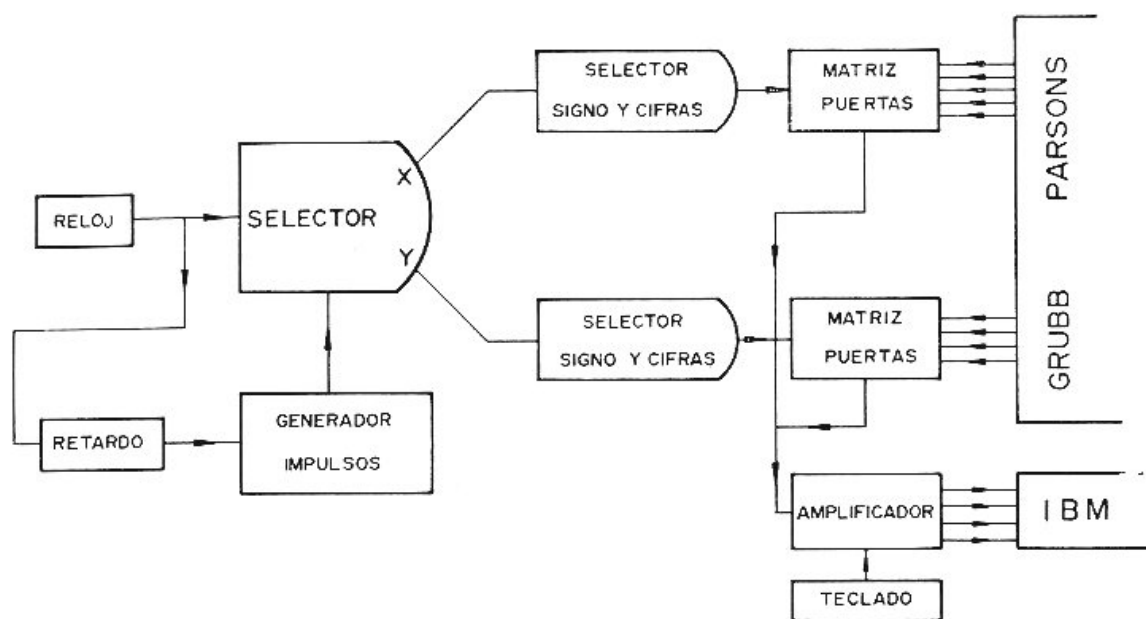 SELECTOR
SIGNO Y CIFRAS
MATRIZ
PUERTAS
PARSONS
RELOJ
SELECTOR
X
Y
SELECTOR
SIGNO Y CIFRAS
MATRIZ
PUERTAS
GRUBB
RETARDO
GENERADOR
IMPULSOS
AMPLIFICADOR
IBM
TECLADO